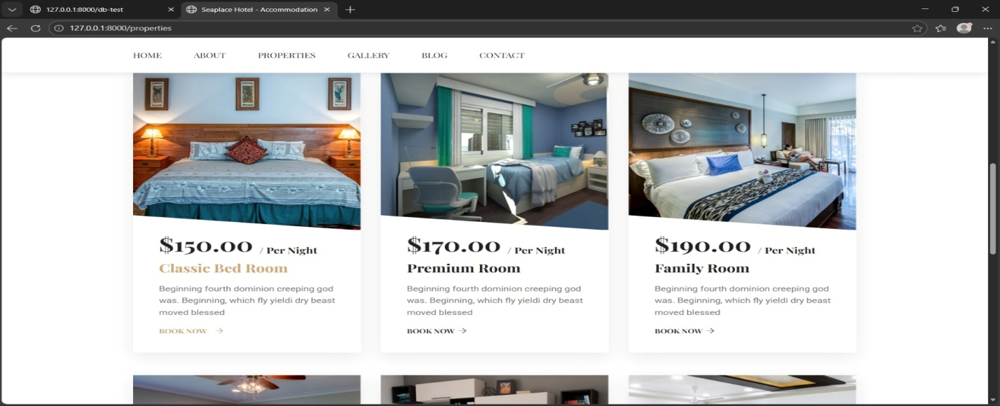 127.0.0.1:8000/db-test
Seaplace Hotel - Accommodation
127.0.0.1:8000/properties
HOME ABOUT PROPERTIES GALLERY BLOG CONTACT
$150.00 / Per Night
Classic Bed Room
Beginning fourth dominion creeping god
was. Beginning, which fly yieldi dry beast
moved blessed
BOOK NOW →
$170.00 / Per Night
Premium Room
Beginning fourth dominion creeping god
was. Beginning, which fly yieldi dry beast
moved blessed
BOOK NOW →
$190.00 / Per Night
Family Room
Beginning fourth dominion creeping god
was. Beginning, which fly yieldi dry beast
moved blessed
BOOK NOW →